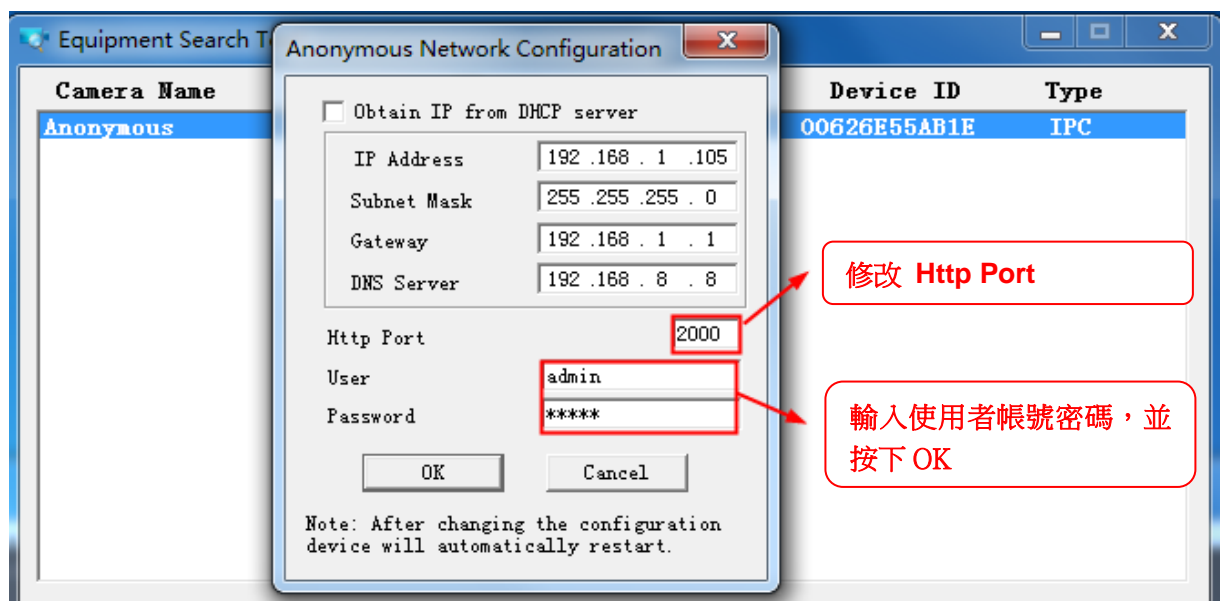 Equipment Search T
Anonymous Network Configuration
Camera Name
Device ID
Type
Anonymous
00626E55AB1E
IPC
Obtain IP from DHCP server
IP Address 192 .168 . 1 .105
Subnet Mask 255 .255 .255 . 0
Gateway 192 .168 . 1 . 1
DNS Server 192 .168 . 8 . 8
Http Port 2000
修改 Http Port
User admin
Password *****
輸入使用者帳號密碼，並
按下 OK
OK
Cancel
Note: After changing the configuration
device will automatically restart.